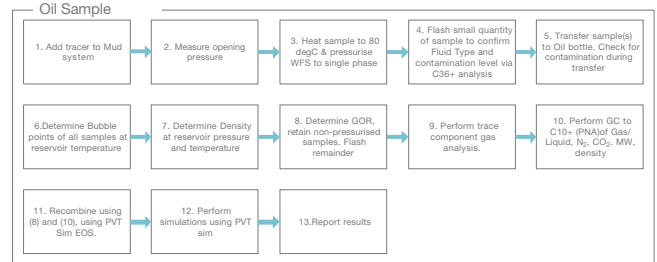 Oil Sample
1. Add tracer to Mud
system
2. Measure opening
pressure
3. Heat sample to 80
degC & pressurise
WFS to single phase
4. Flash small quantity
of sample to confirm
Fluid Type and
contamination level via
C36+ analysis
5. Transfer sample(s)
to Oil bottle. Check for
contamination during
transfer
6.Determine Bubble
points of all samples at
reservoir temperature
7. Determine Density
at reservoir pressure
and temperature
8.Determine GOR,
retain non-pressurised
samples. Flash
remainder
9. Perform trace
component gas
analysis.
10. Perform GC to
C10+ (PNA)of Gas/
Liquid, N₂, CO₂. MW,
density
11. Recombine using
(8) and (10), using PVT
Sim EOS.
12. Perform
simulations using PVT
sim
13.Report results